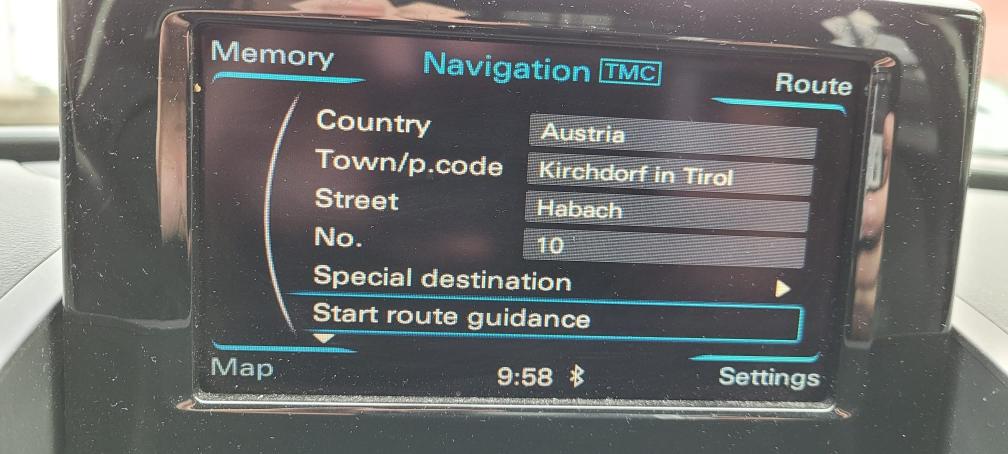 Memory
Navigation TMC
Route
Country Austria
Town/p.code Kirchdorf in Tirol
Street Habach
No. 10
Special destination
Start route guidance
Map
9:58
Settings